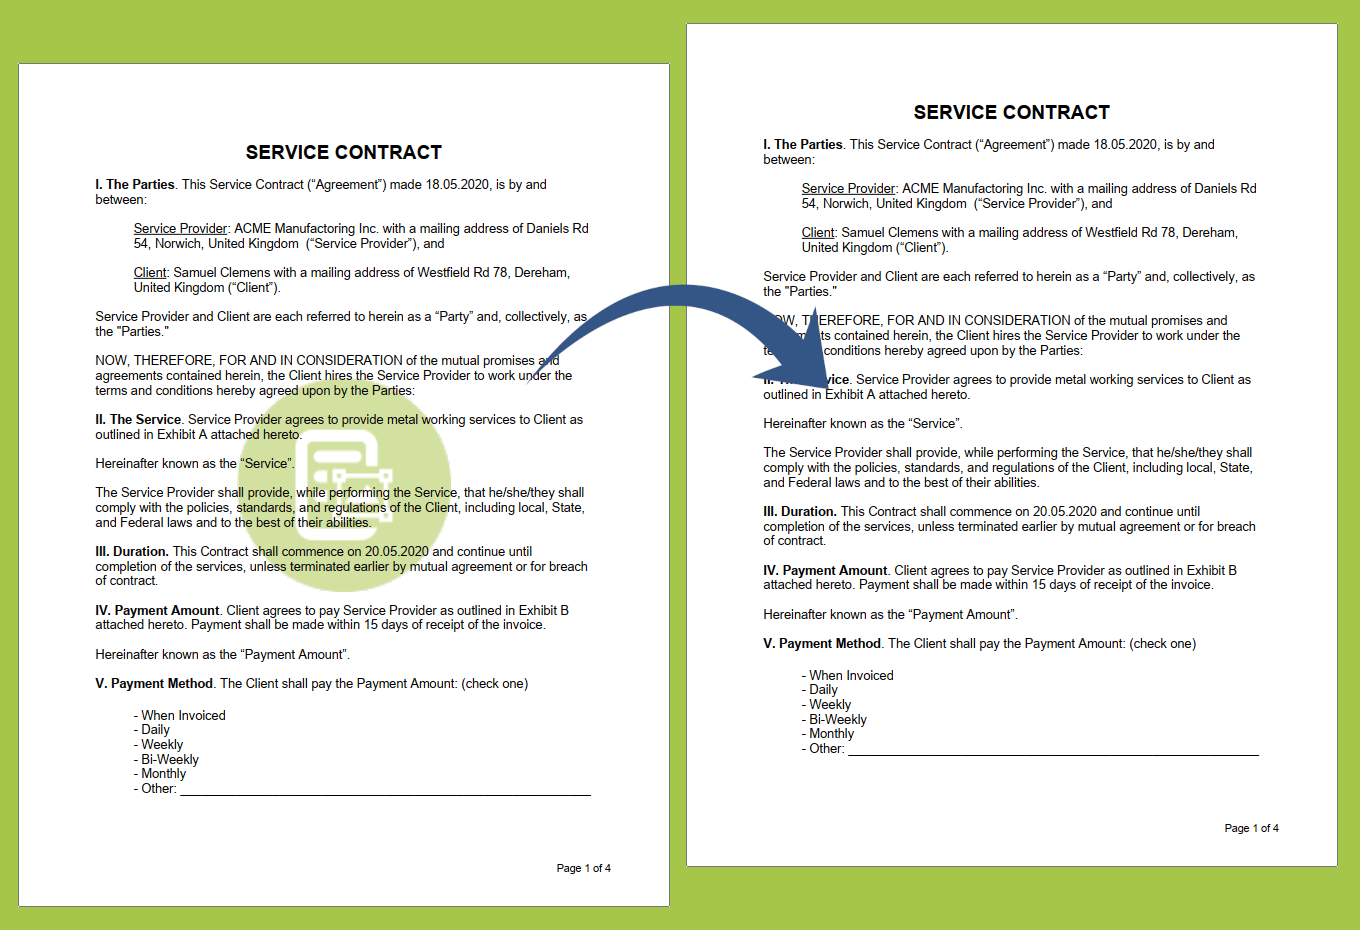 SERVICE CONTRACT
I. The Parties. This Service Contract (“Agreement”) made 18.05.2020, is by and
between:
Service Provider: ACME Manufactoring Inc. with a mailing address of Daniels Rd
54, Norwich, United Kingdom  (“Service Provider”), and
Client: Samuel Clemens with a mailing address of Westfield Rd 78, Dereham,
United Kingdom (“Client”).
Service Provider and Client are each referred to herein as a “Party” and, collectively, as
the "Parties."
NOW, THEREFORE, FOR AND IN CONSIDERATION of the mutual promises and
agreements contained herein, the Client hires the Service Provider to work under the
terms and conditions hereby agreed upon by the Parties:
II. The Service. Service Provider agrees to provide metal working services to Client as
outlined in Exhibit A attached hereto.
Hereinafter known as the “Service”.
The Service Provider shall provide, while performing the Service, that he/she/they shall
comply with the policies, standards, and regulations of the Client, including local, State,
and Federal laws and to the best of their abilities.
III. Duration. This Contract shall commence on 20.05.2020 and continue until
completion of the services, unless terminated earlier by mutual agreement or for breach
of contract.
IV. Payment Amount. Client agrees to pay Service Provider as outlined in Exhibit B
attached hereto. Payment shall be made within 15 days of receipt of the invoice.
Hereinafter known as the “Payment Amount”.
V. Payment Method. The Client shall pay the Payment Amount: (check one)
- When Invoiced
- Daily
- Weekly
- Bi-Weekly
- Monthly
- Other:
Page 1 of 4
SERVICE CONTRACT
I. The Parties. This Service Contract (“Agreement”) made 18.05.2020, is by and
between:
Service Provider: ACME Manufactoring Inc. with a mailing address of Daniels Rd
54, Norwich, United Kingdom  (“Service Provider”), and
Client: Samuel Clemens with a mailing address of Westfield Rd 78, Dereham,
United Kingdom (“Client”).
Service Provider and Client are each referred to herein as a “Party” and, collectively, as
the "Parties."
THEREFORE, FOR AND IN CONSIDERATION of the mutual promises and
contained herein, the Client hires the Service Provider to work under the
conditions hereby agreed upon by the Parties:
Service Provider agrees to provide metal working services to Client as
outlined in Exhibit A attached hereto.
Hereinafter known as the “Service”.
The Service Provider shall provide, while performing the Service, that he/she/they shall
comply with the policies, standards, and regulations of the Client, including local, State,
and Federal laws and to the best of their abilities.
III. Duration. This Contract shall commence on 20.05.2020 and continue until
completion of the services, unless terminated earlier by mutual agreement or for breach
of contract.
IV. Payment Amount. Client agrees to pay Service Provider as outlined in Exhibit B
attached hereto. Payment shall be made within 15 days of receipt of the invoice.
Hereinafter known as the “Payment Amount”.
V. Payment Method. The Client shall pay the Payment Amount: (check one)
- When Invoiced
- Daily
- Weekly
- Bi-Weekly
- Monthly
- Other:
Page 1 of 4